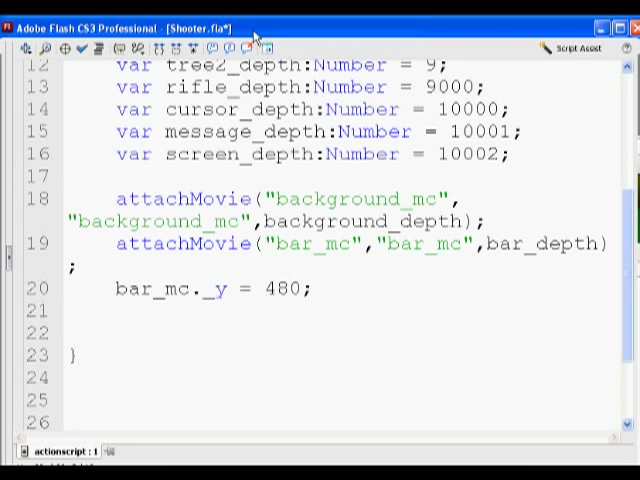 Adobe Flash CS3 Professional - [Shooter.fla*]
Script Assist
12 var tree2_depth:Number = 9;
13 var rifle_depth:Number = 9000;
14 var cursor_depth:Number = 10000;
15 var message_depth:Number = 10001;
16 var screen_depth:Number = 10002;
17
18 attachMovie("background_mc",
"background_mc",background_depth);
19 attachMovie("bar_mc","bar_mc",bar_depth)
;
20 bar_mc._y = 480;
21
22
23 }
24
25
26
actionscript : 1